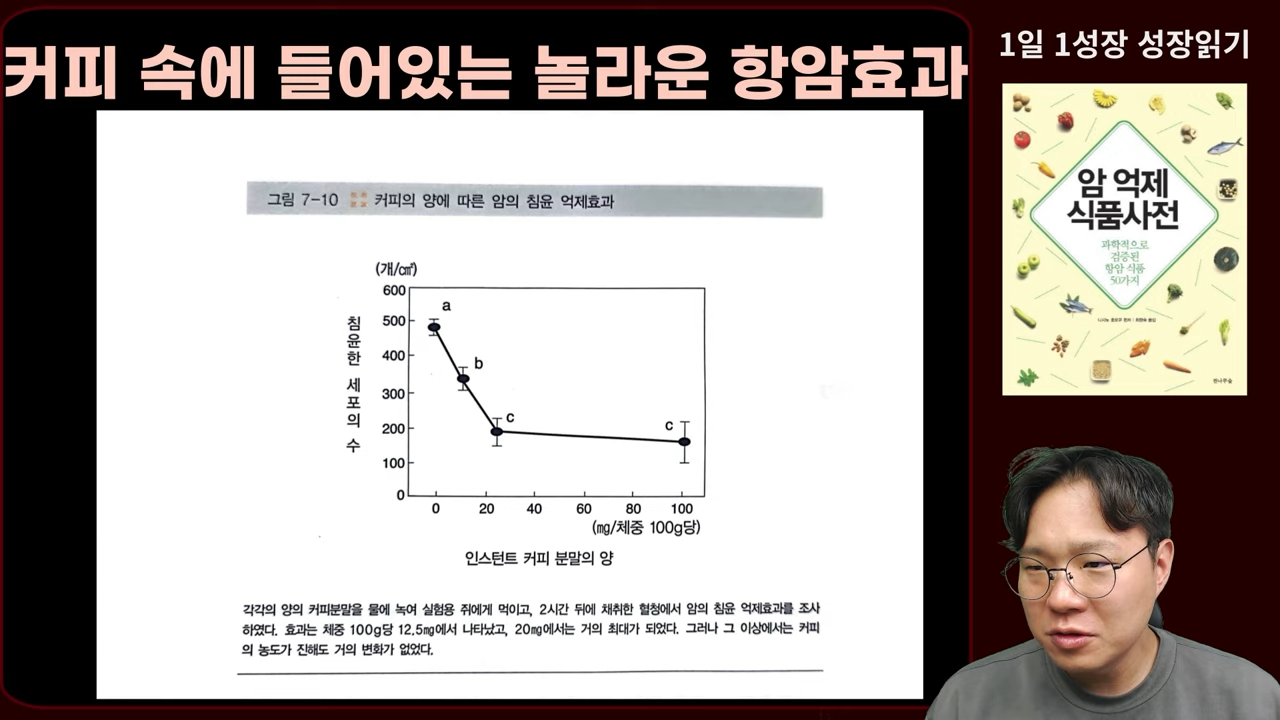 커피 속에 들어있는 놀라운 항암효과
1일 1성장 성장읽기
암 억제
식품사전
과학적으로
검증된
항암 식품
50가지
전나무숲
그림 7-10 커피의 양에 따른 암의 침윤 억제효과
(개/㎠)
600
500
400
300
200
100
0
침윤한 세포의 수
a
b
c
c
0 20 40 60 80 100
(㎎/체중 100g당)
인스턴트 커피 분말의 양
각각의 양의 커피분말을 물에 녹여 실험용 쥐에게 먹이고, 2시간 뒤에 채취한 혈청에서 암의 침윤 억제효과를 조사
하였다. 효과는 체중 100g당 12.5㎎에서 나타났고, 20㎎에서는 거의 최대가 되었다. 그러나 그 이상에서는 커피
의 농도가 진해도 거의 변화가 없었다.